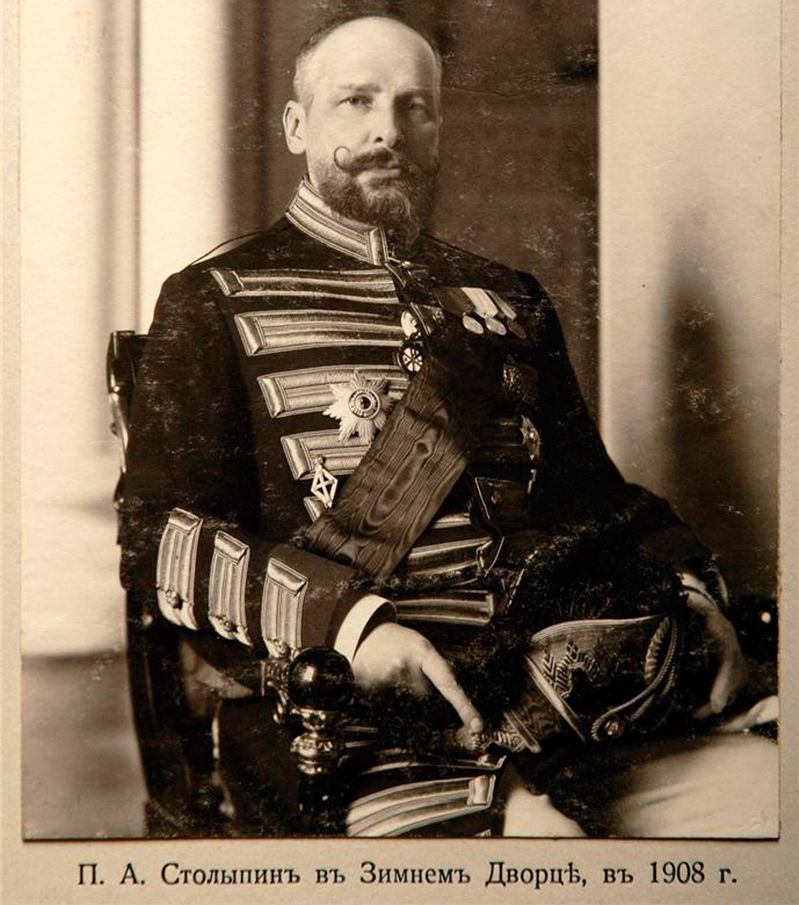 П. А. Столыпинъ въ Зимнемъ Дворцѣ, въ 1908 г.